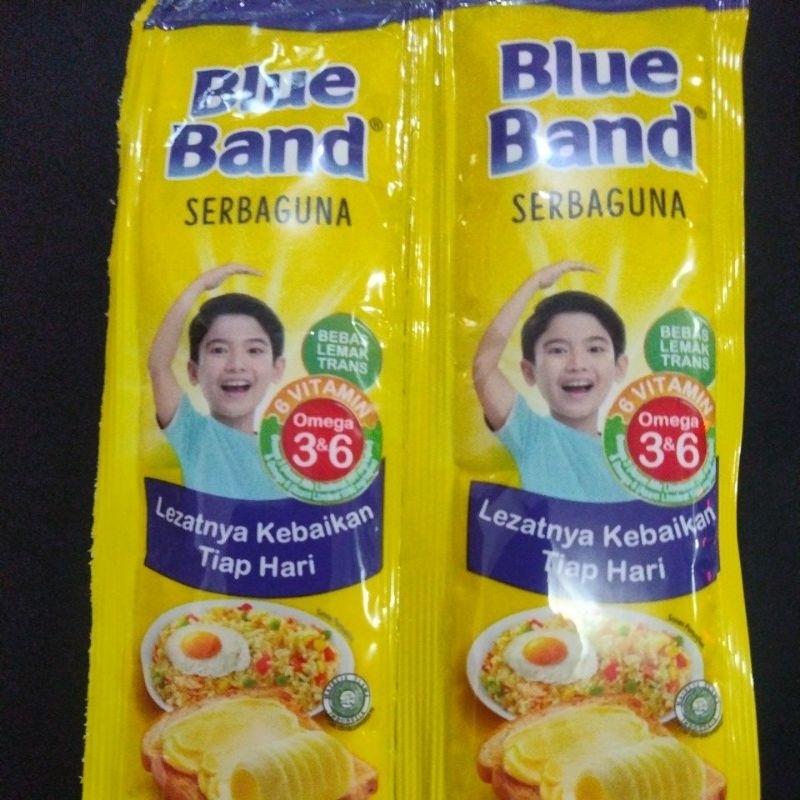 Blue
Band®
SERBAGUNA
BEBAS
LEMAK
TRANS
6 VITAMIN
Omega
3&6
Lezatnya Kebaikan
Tiap Hari
Blue
Band®
SERBAGUNA
BEBAS
LEMAK
TRANS
6 VITAMIN
Omega
3&6
Lezatnya Kebaikan
Tiap Hari